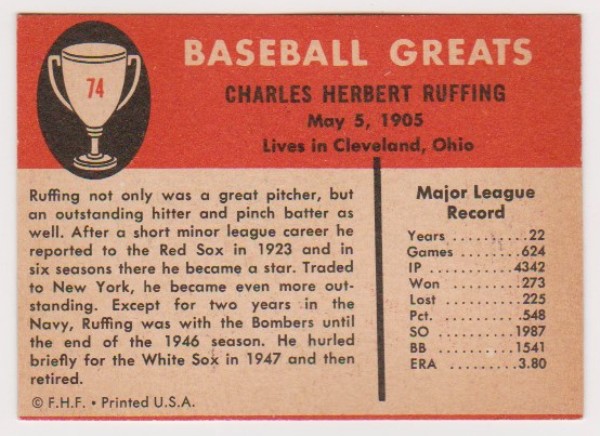 74
BASEBALL GREATS
CHARLES HERBERT RUFFING
May 5, 1905
Lives in Cleveland, Ohio
Ruffing not only was a great pitcher, but
an outstanding hitter and pinch batter as
well. After a short minor league career he
reported to the Red Sox in 1923 and in
six seasons there he became a star. Traded
to New York, he became even more out-
standing. Except for two years in the
Navy, Ruffing was with the Bombers until
the end of the 1946 season. He hurled
briefly for the White Sox in 1947 and then
retired.
© F.H.F. • Printed U.S.A.
Major League
Record
Years ..........22
Games ........624
IP ............4342
Won ..........273
Lost ..........225
Pct. ..........548
SO ..........1987
BB ..........1541
ERA ..........3.80